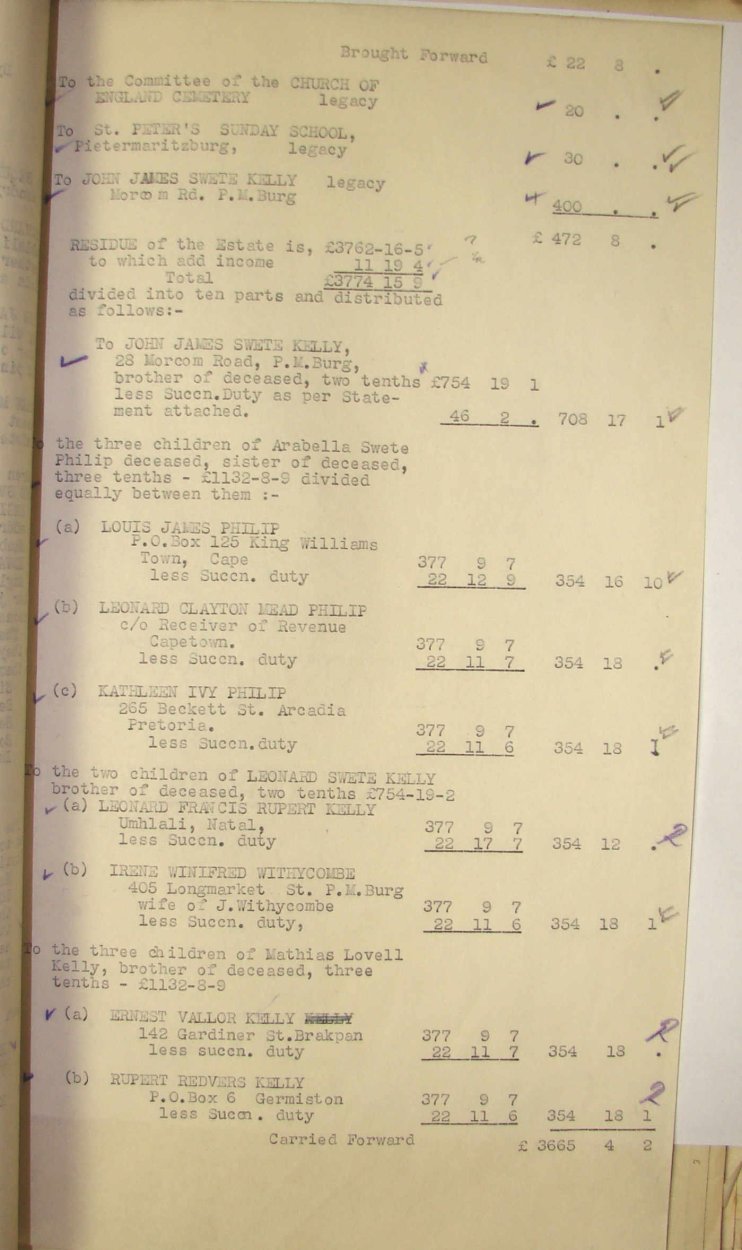 Brought Forward £ 22 8 .
To the Committee of the CHURCH OF
ENGLAND CEMETERY legacy 20 . .
To St. PETER'S SUNDAY SCHOOL,
Pietermaritzburg, legacy 30 . .
To JOHN JAMES SWETE KELLY legacy
Morcom Rd. P.M.Burg 400 . .
£ 472 8 .
RESIDUE of the Estate is, £3762-16-5
to which add income 11 19 4
Total £3774 15 9
divided into ten parts and distributed
as follows:-
To JOHN JAMES SWETE KELLY,
28 Morcom Road, P.M.Burg,
brother of deceased, two tenths £754 19 1
less Succn.Duty as per State-
ment attached. 46 2 . 708 17 1
To the three children of Arabella Swete
Philip deceased, sister of deceased,
three tenths - £1132-8-9 divided
equally between them :-
(a) LOUIS JAMES PHILIP
P.O.Box 125 King Williams
Town, Cape 377 9 7
less Succn. duty 22 12 9 354 16 10
(b) LEONARD CLAYTON MEAD PHILIP
c/o Receiver of Revenue
Capetown. 377 9 7
less Succn. duty 22 11 7 354 18 .
(c) KATHLEEN IVY PHILIP
265 Beckett St. Arcadia
Pretoria. 377 9 7
less Succn.duty 22 11 6 354 18 I
To the two children of LEONARD SWETE KELLY
brother of deceased, two tenths £754-19-2
(a) LEONARD FRANCIS RUPERT KELLY
Umhlali, Natal, 377 9 7
less Succn. duty 22 17 7 354 12 .
(b) IRENE WINIFRED WITHYCOMBE
405 Longmarket St. P.M.Burg
wife of J.Withycombe 377 9 7
less Succn. duty, 22 11 6 354 18 1
To the three children of Mathias Lovell
Kelly, brother of deceased, three
tenths - £1132-8-9
(a) ERNEST VALLOR KELLY KELLY
142 Gardiner St.Brakpan 377 9 7
less succn. duty 22 11 7 354 18 .
(b) RUPERT REDVERS KELLY
P.O.Box 6 Germiston 377 9 7
less Succn . duty 22 11 6 354 18 1
Carried Forward £ 3665 4 2